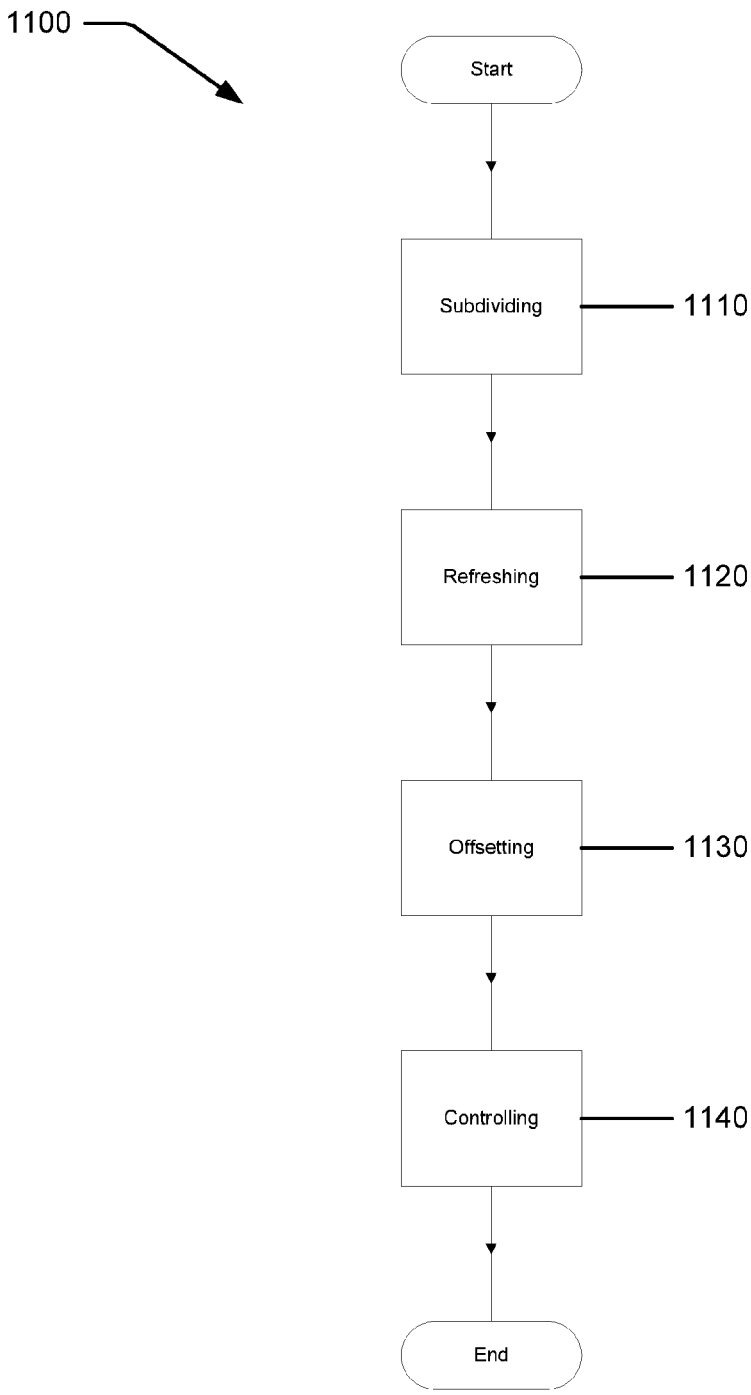 1100
Start
Subdividing
1110
Refreshing
1120
Offsetting
1130
Controlling
1140
End